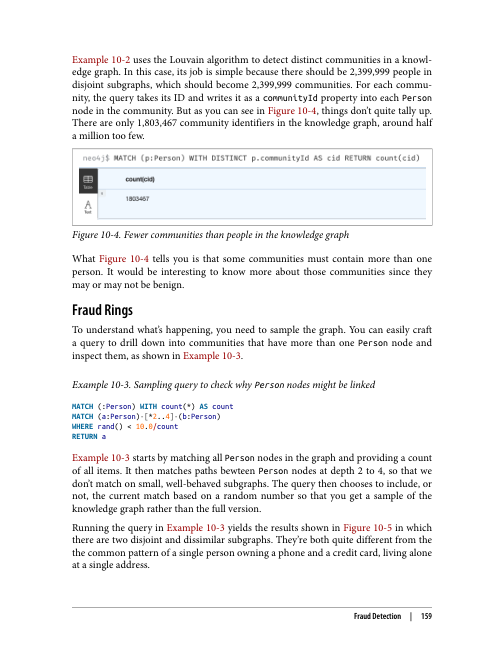 Example 10-2 uses the Louvain algorithm to detect distinct communities in a knowl-
edge graph. In this case, its job is simple because there should be 2,399,999 people in
disjoint subgraphs, which should become 2,399,999 communities. For each commu-
nity, the query takes its ID and writes it as a communityId property into each Person
node in the community. But as you can see in Figure 10-4, things don't quite tally up.
There are only 1,803,467 community identifiers in the knowledge graph, around half
a million too few.
neo4j$ MATCH (p:Person) WITH DISTINCT p.communityId AS cid RETURN count(cid)
Table
count(cid)
1803467
Text
Figure 10-4. Fewer communities than people in the knowledge graph
What Figure 10-4 tells you is that some communities must contain more than one
person. It would be interesting to know more about those communities since they
may or may not be benign.
Fraud Rings
To understand what's happening, you need to sample the graph. You can easily craft
a query to drill down into communities that have more than one Person node and
inspect them, as shown in Example 10-3.
Example 10-3. Sampling query to check why Person nodes might be linked
MATCH (:Person) WITH count(*) AS count
MATCH (a:Person)-[*2..4]-(b:Person)
WHERE rand() < 10.0/count
RETURN a
Example 10-3 starts by matching all Person nodes in the graph and providing a count
of all items. It then matches paths bewteen Person nodes at depth 2 to 4, so that we
don't match on small, well-behaved subgraphs. The query then chooses to include, or
not, the current match based on a random number so that you get a sample of the
knowledge graph rather than the full version.
Running the query in Example 10-3 yields the results shown in Figure 10-5 in which
there are two disjoint and dissimilar subgraphs. They're both quite different from the
the common pattern of a single person owning a phone and a credit card, living alone
at a single address.
Fraud Detection | 159